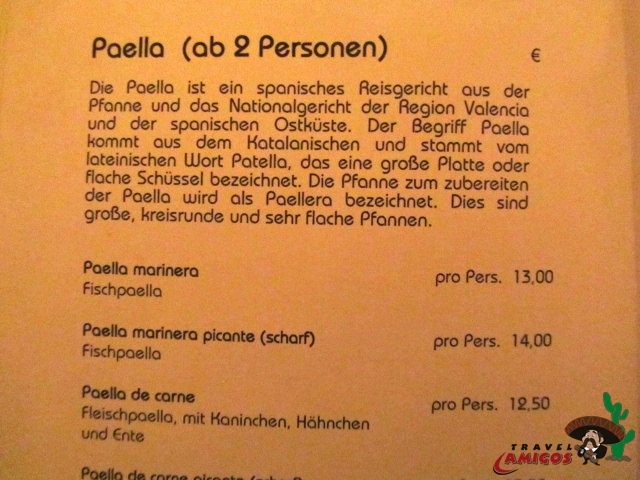 Paella (ab 2 Personen) €
Die Paella ist ein spanisches Reisgericht aus der
Pfanne und das Nationalgericht der Region Valencia
und der spanischen Ostküste. Der Begriff Paella
kommt aus dem Katalanischen und stammt vom
lateinischen Wort Patella, das eine große Platte oder
flache Schüssel bezeichnet. Die Pfanne zum zubereiten
der Paella wird als Paellera bezeichnet. Dies sind
große, kreisrunde und sehr flache Pfannen.
Paella marinera pro Pers. 13,00
Fischpaella
Paella marinera picante (scharf) pro Pers. 14,00
Fischpaella
Paella de carne pro Pers. 12,50
Fleischpaella, mit Kaninchen, Hähnchen
und Ente
Paella de carne
TRAVEL
AMIGOS